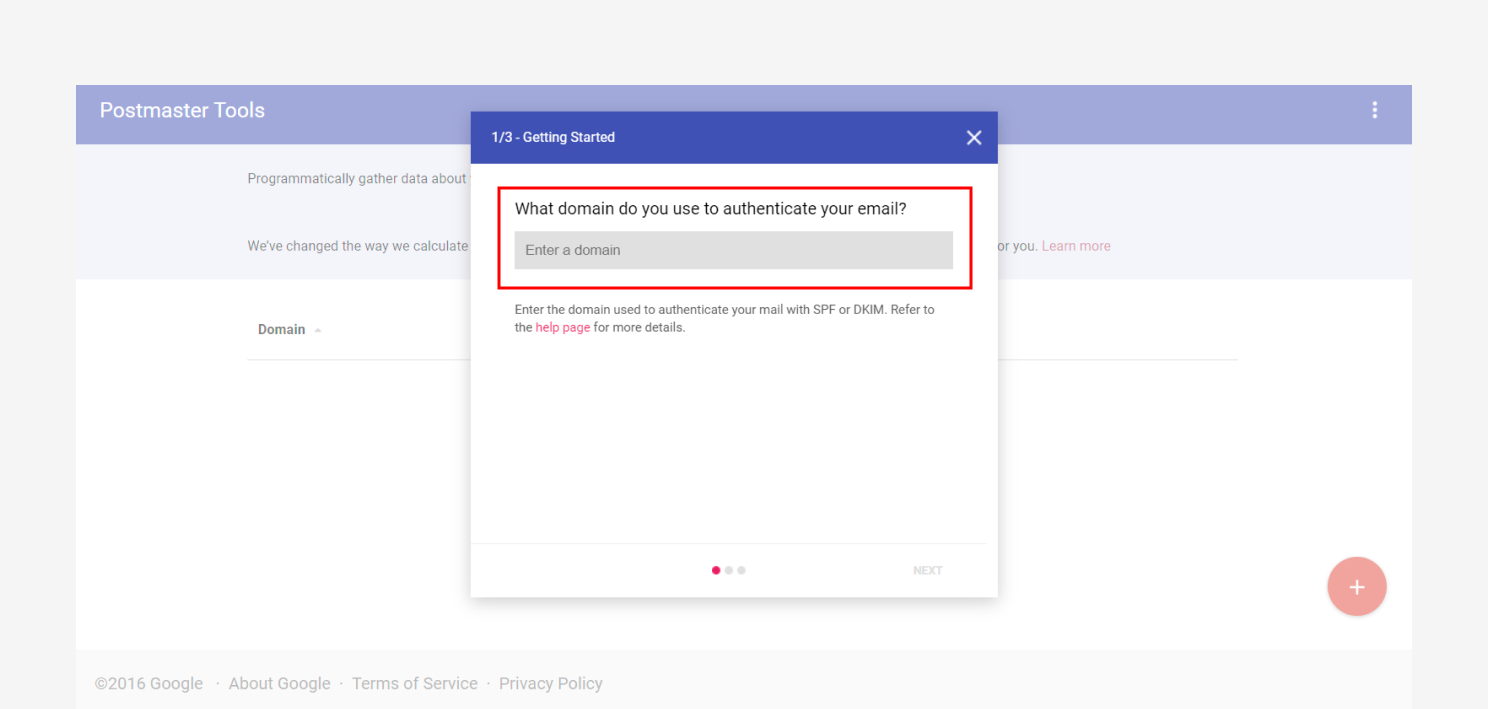 Postmaster Tools
1/3 - Getting Started
Programmatically gather data about
What domain do you use to authenticate your email?
Enter a domain
We've changed the way we calculate
or you. Learn more
Enter the domain used to authenticate your mail with SPF or DKIM. Refer to
the help page for more details.
Domain
NEXT
©2016 Google · About Google · Terms of Service · Privacy Policy